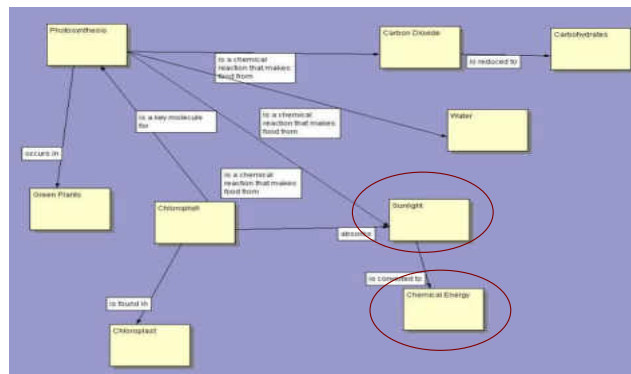 Photosynthesis
Carbon Dioxide
Carbohydrates
is a chemical
reaction that makes
food from
is reduced to
is a chemical
reaction that makes
food from
is a key molecule
for
Water
occurs in
is a chemical
reaction that makes
food from
Green Plants
Chlorophell
Sunlight
absorbs
is converted to
Chemical Energy
is found in
Chloroplast